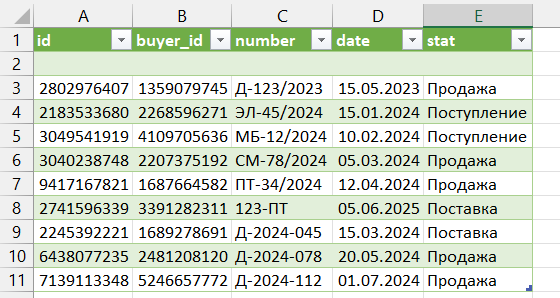 A B C D E
1 id buyer_id number date stat
2
3 2802976407 1359079745 Д-123/2023 15.05.2023 Продажа
4 2183533680 2268596271 ЭЛ-45/2024 15.01.2024 Поступление
5 3049541919 4109705636 МБ-12/2024 10.02.2024 Поступление
6 3040238748 2207375192 СМ-78/2024 05.03.2024 Продажа
7 9417167821 1687664582 ПТ-34/2024 12.04.2024 Продажа
8 2741596339 3391282311 123-ПТ 05.06.2025 Поставка
9 2245392221 1689278691 Д-2024-045 15.03.2024 Поставка
10 6438077235 2481208120 Д-2024-078 20.05.2024 Продажа
11 7139113348 5246657772 Д-2024-112 01.07.2024 Продажа